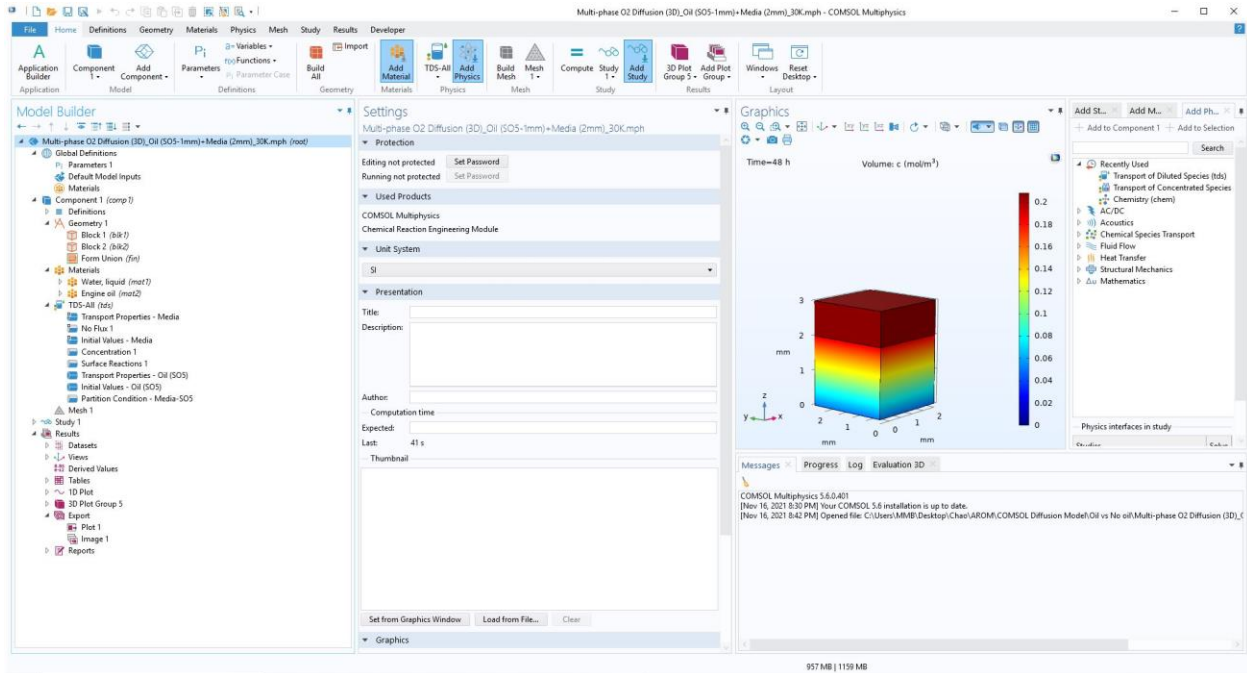 Multi-phase O2 Diffusion (3D)_Oil (SO5-1mm)+Media (2mm)_30K.mph - COMSOL Multiphysics
File Home Definitions Geometry Materials Physics Mesh Study Results Developer
Application Builder
Component 1
Add Component
Parameters
a= Variables
f(x) Functions
Pi Parameter Case
Build All
Import
Add Material
TDS-All
Add Physics
Build Mesh
Mesh 1
Compute
Study 1
Add Study
3D Plot Group 5
Add Plot Group
Windows
Reset Desktop
Application Model Definitions Geometry Materials Physics Mesh Study Results Layout
Model Builder
Multi-phase O2 Diffusion (3D)_Oil (SO5-1mm)+Media (2mm)_30K.mph (root)
Global Definitions
Pi Parameters 1
Default Model Inputs
Materials
Component 1 (comp1)
Definitions
Geometry 1
Block 1 (blk1)
Block 2 (blk2)
Form Union (fin)
Materials
Water, liquid (mat1)
Engine oil (mat2)
TDS-All (tds)
Transport Properties - Media
No Flux 1
Initial Values - Media
Concentration 1
Surface Reactions 1
Transport Properties - Oil (SO5)
Initial Values - Oil (SO5)
Partition Condition - Media-SO5
Mesh 1
Study 1
Results
Datasets
Views
Derived Values
Tables
1D Plot
3D Plot Group 5
Export
Plot 1
Image 1
Reports
Settings
Multi-phase O2 Diffusion (3D)_Oil (SO5-1mm)+Media (2mm)_30K.mph
Protection
Editing not protected Set Password
Running not protected Set Password
Used Products
COMSOL Multiphysics
Chemical Reaction Engineering Module
Unit System
SI
Presentation
Title:
Description:
Author:
Computation time
Expected:
Last: 41 s
Thumbnail
Set from Graphics Window Load from File... Clear
Graphics
Graphics
Time=48 h Volume: c (mol/m³)
0.2
0.18
0.16
0.14
0.12
0.1
0.08
0.06
0.04
0.02
0
3
2
mm
1
0
z
y x
2 1 0 0 1 2
mm mm
Messages Progress Log Evaluation 3D
COMSOL Multiphysics 5.6.0.401
[Nov 16, 2021 8:30 PM] Your COMSOL 5.6 installation is up to date.
[Nov 16, 2021 8:42 PM] Opened file: C:\Users\MMB\Desktop\Chao\AROM\COMSOL Diffusion Model\Oil vs No oil\Multi-phase O2 Diffusion (3D)_
Add St... Add M... Add Ph...
Add to Component 1 Add to Selection
Search
Recently Used
Transport of Diluted Species (tds)
Transport of Concentrated Species
Chemistry (chem)
AC/DC
Acoustics
Chemical Species Transport
Fluid Flow
Heat Transfer
Structural Mechanics
Δu Mathematics
Physics interfaces in study
957 MB | 1159 MB